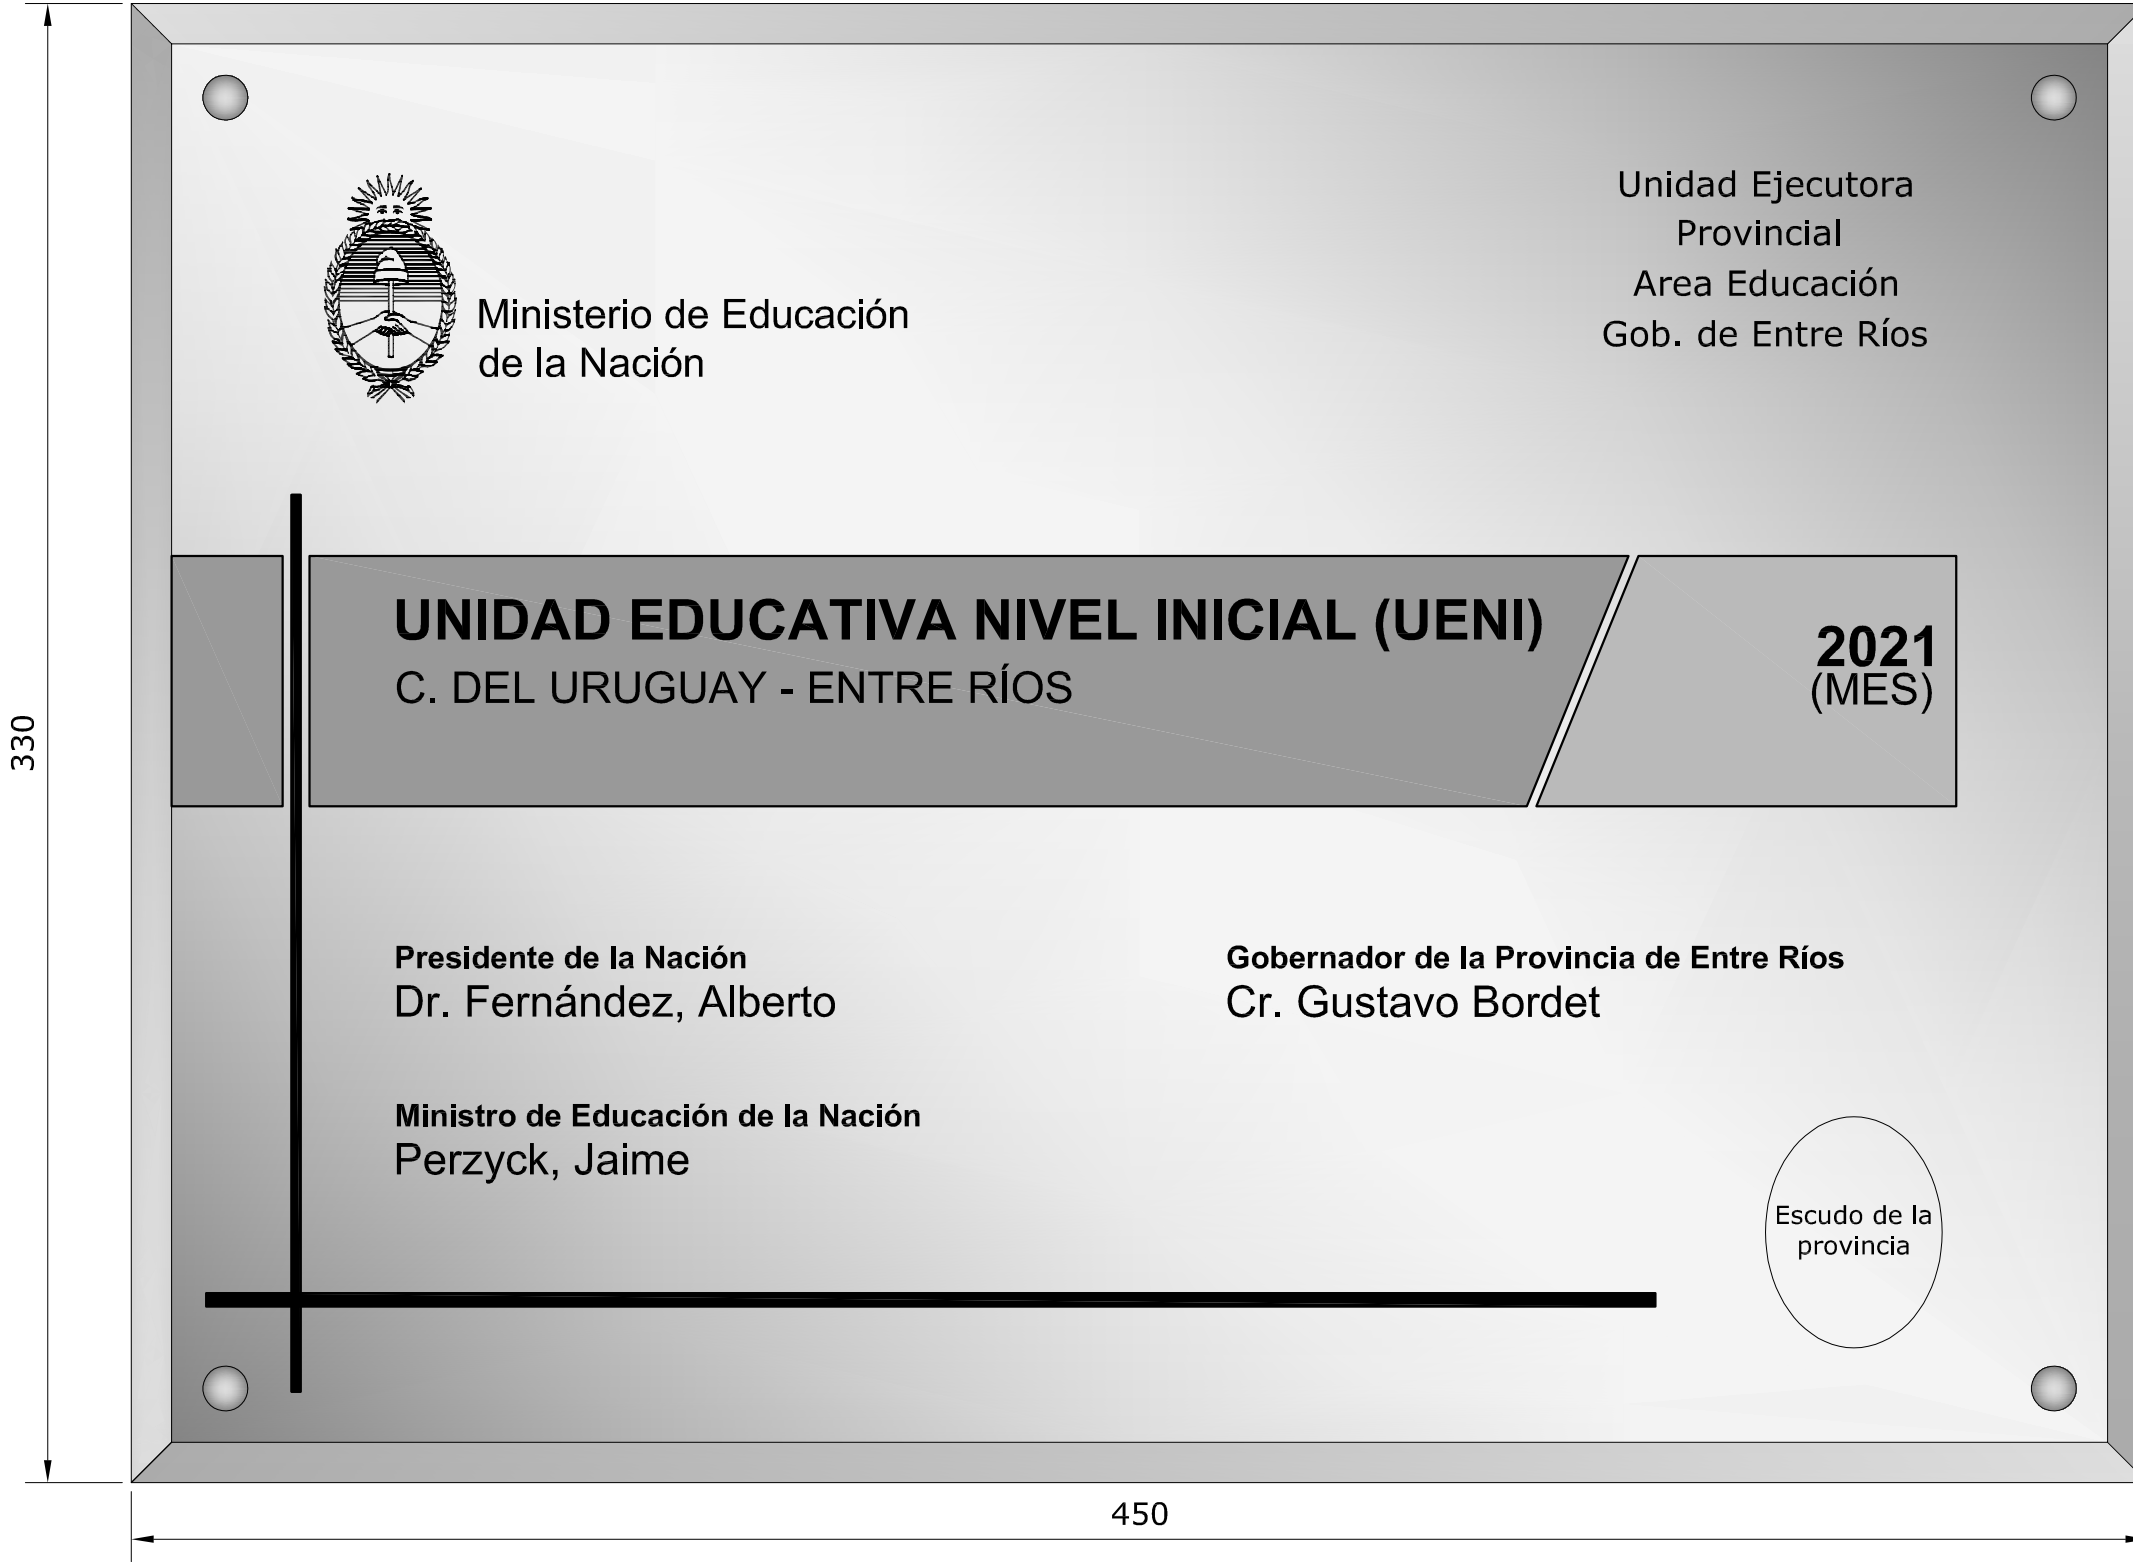 Unidad Ejecutora
Provincial
Area Educación
Gob. de Entre Ríos
Ministerio de Educación
de la Nación
UNIDAD EDUCATIVA NIVEL INICIAL (UENI)
C. DEL URUGUAY - ENTRE RÍOS
2021
(MES)
330
Presidente de la Nación
Dr. Fernández, Alberto
Gobernador de la Provincia de Entre Ríos
Cr. Gustavo Bordet
Ministro de Educación de la Nación
Perzyck, Jaime
Escudo de la
provincia
450